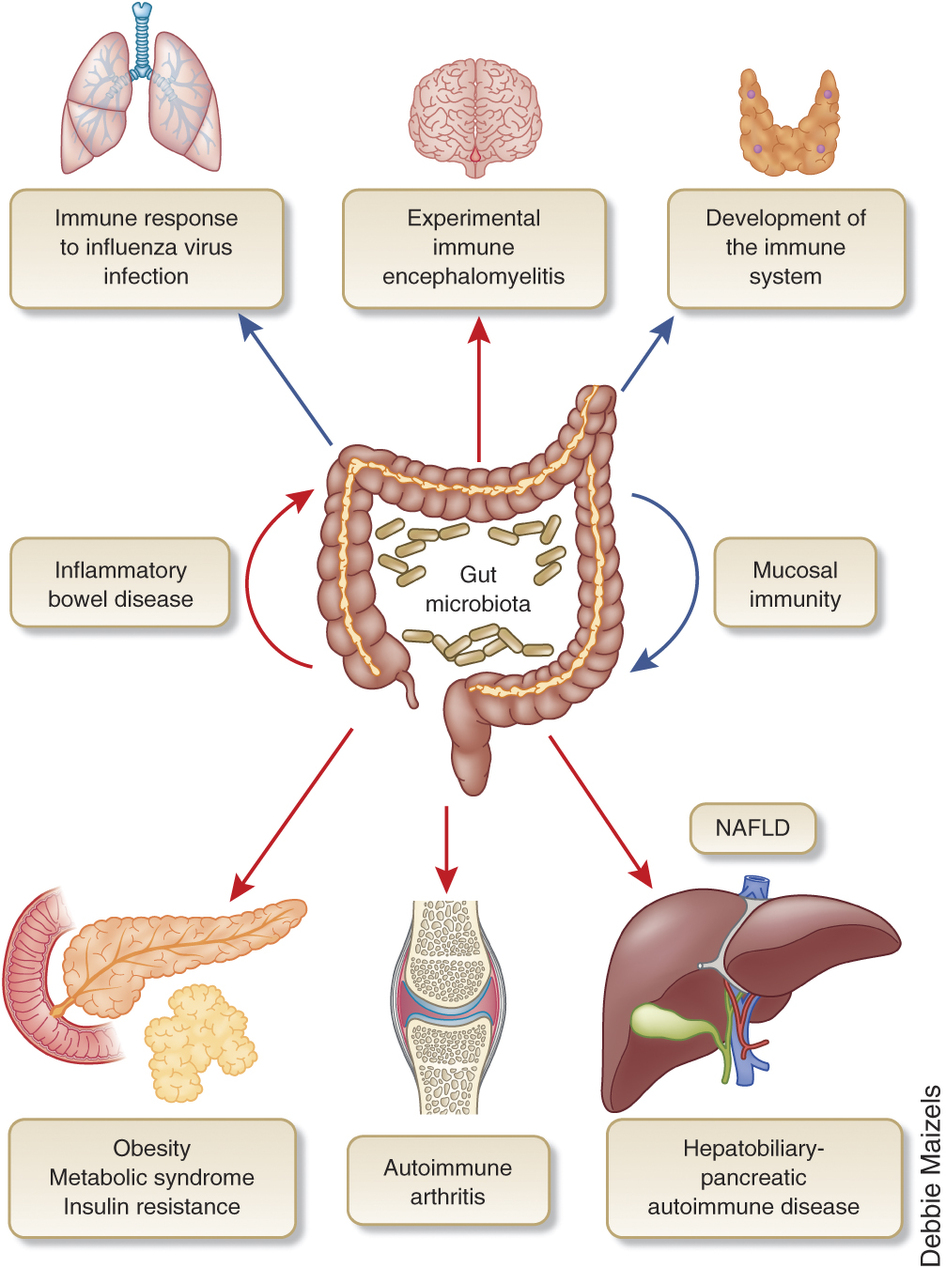 Immune response
to influenza virus
infection
Experimental
immune
encephalomyelitis
Development of
the immune
system
Inflammatory
bowel disease
Gut
microbiota
Mucosal
immunity
NAFLD
Obesity
Metabolic syndrome
Insulin resistance
Autoimmune
arthritis
Hepatobiliary-
pancreatic
autoimmune disease
Debbie Maizels